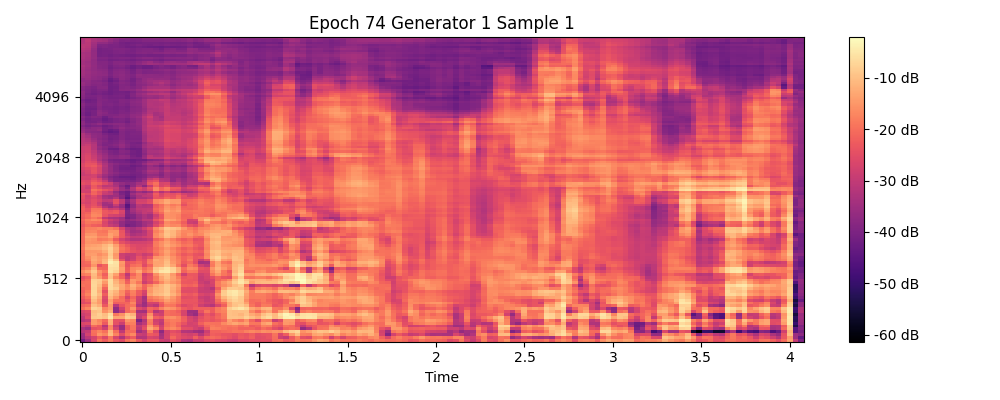 Epoch 74 Generator 1 Sample 1
Hz
4096
2048
1024
512
0
0 0.5 1 1.5 2 2.5 3 3.5 4
Time
-10 dB
-20 dB
-30 dB
-40 dB
-50 dB
-60 dB